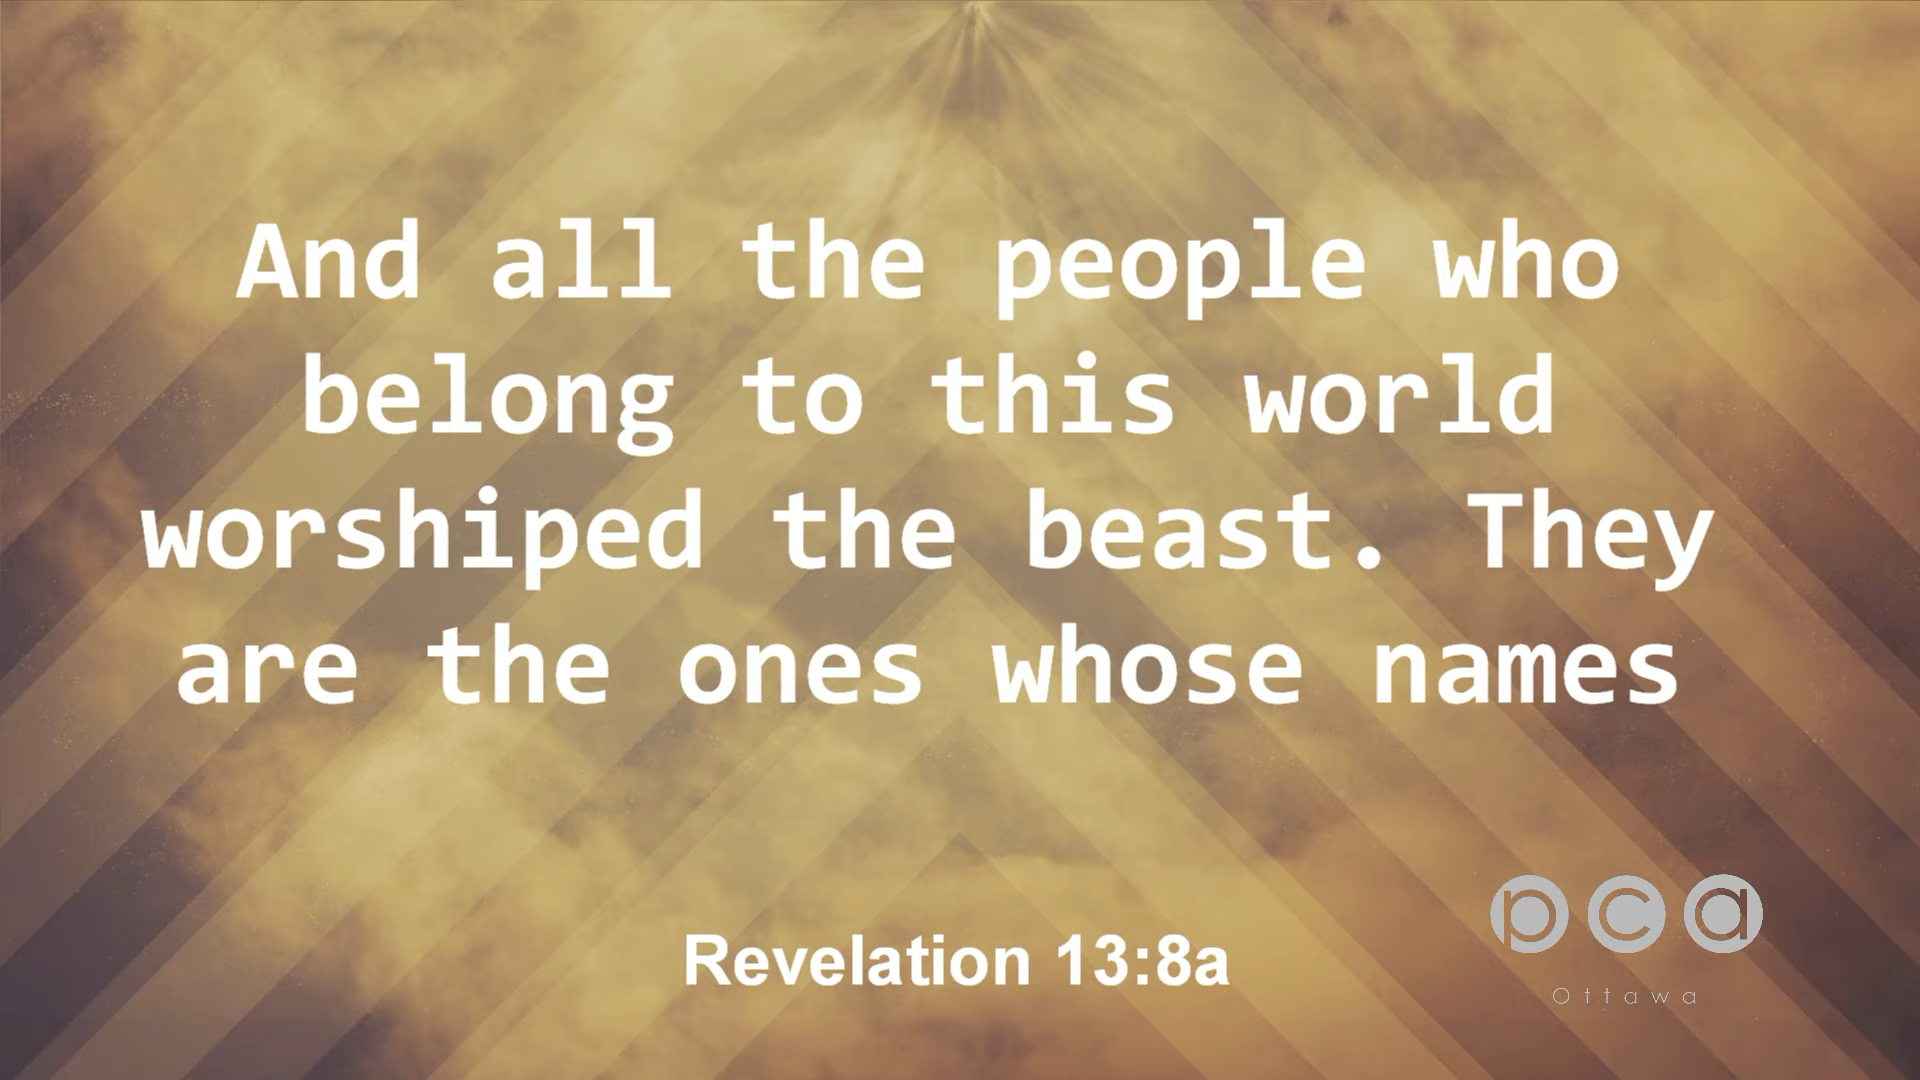 And all the people who
belong to this world
worshiped the beast. They
are the ones whose names
Revelation 13:8a
pca
Ottawa